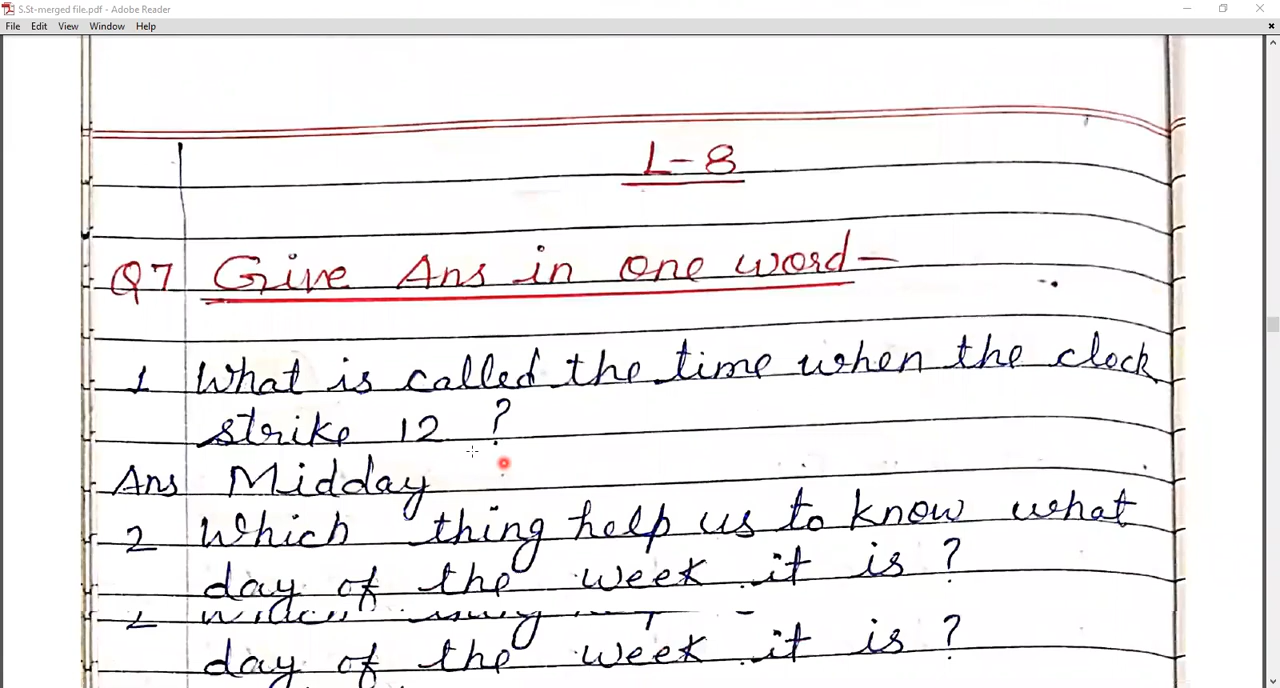 S.St-merged file.pdf - Adobe Reader
File Edit View Window Help
L-8
Q7 Give Ans in one word-
1 What is called the time when the clock
strike 12 ?
Ans Midday
2 Which thing help us to know what
day of the week it is ?
day of the week it is ?